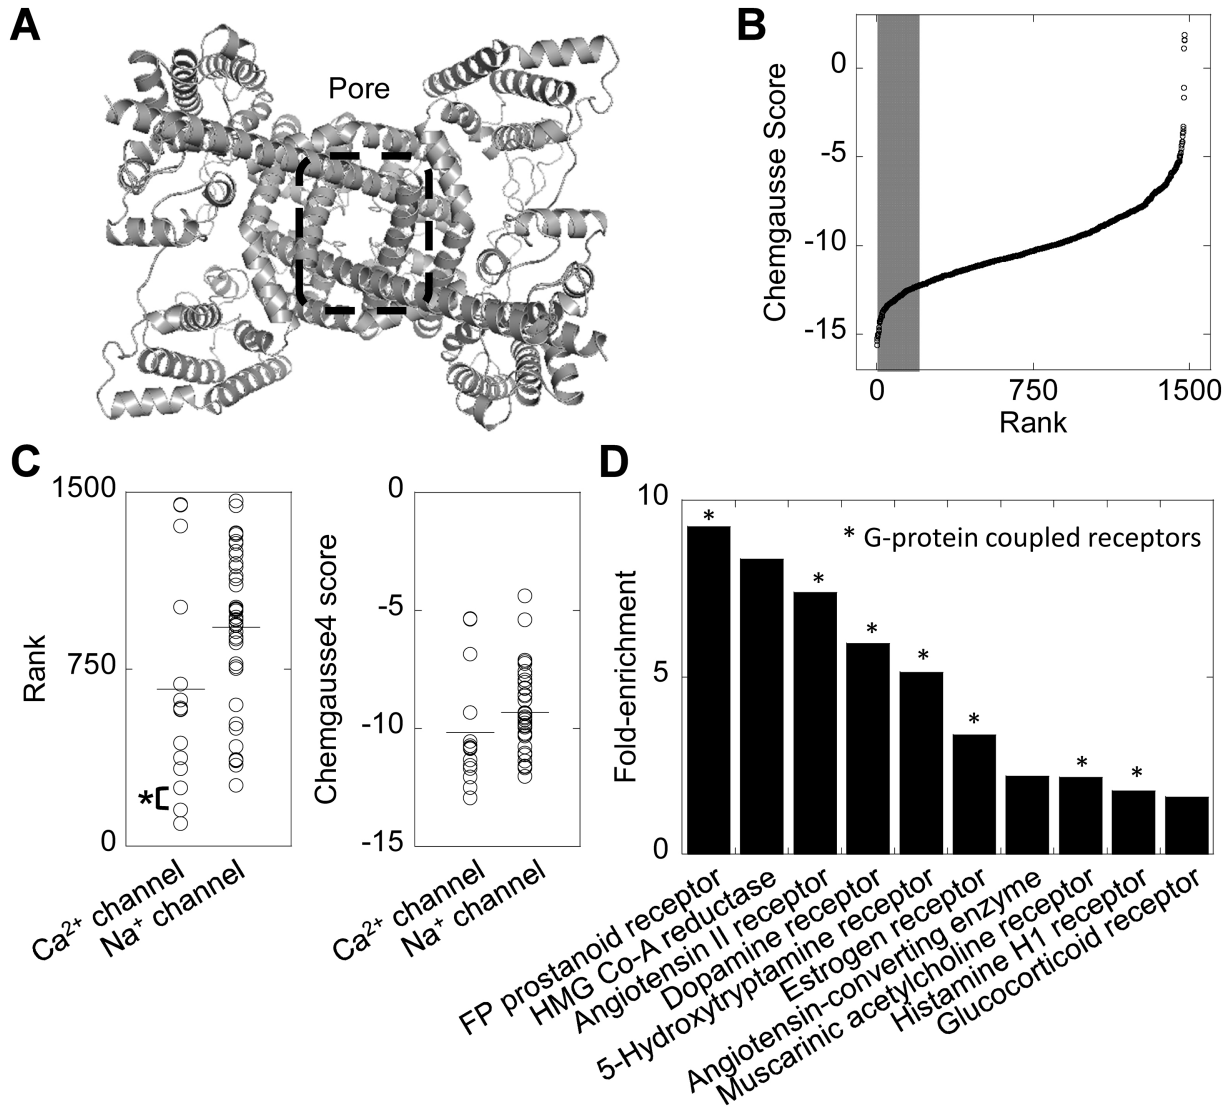 A
Pore
B
Chemgausse Score
0
-5
-10
-15
0 750 1500
Rank
C
Rank
1500
750
0
*
Ca2+ channel
Na+ channel
Chemgausse4 score
0
-5
-10
-15
Ca2+ channel
Na+ channel
D
Fold-enrichment
10
5
0
* G-protein coupled receptors
* * * * * * *
FP prostanoid receptor
HMG Co-A reductase
Angiotensin II receptor
Dopamine receptor
5-Hydroxytryptamine receptor
Estrogen receptor
Angiotensin-converting enzyme
Muscarinic acetylcholine receptor
Histamine H1 receptor
Glucocorticoid receptor